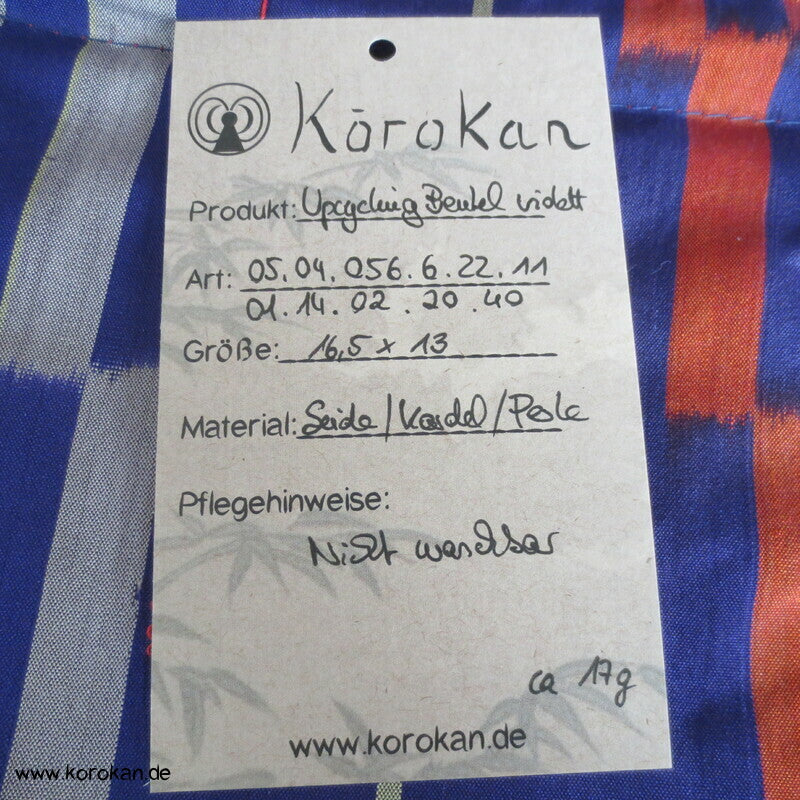 Kōrokan
Produkt: Upcycling Beutel violett
Art: 05.04.056.6.22.11
01.14.02.20.40
Größe: 16,5 x 13
Material: Seide/Kordel/Perle
Pflegehinweise:
Nicht waschbar
ca 17g
www.korokan.de
www.korokan.de